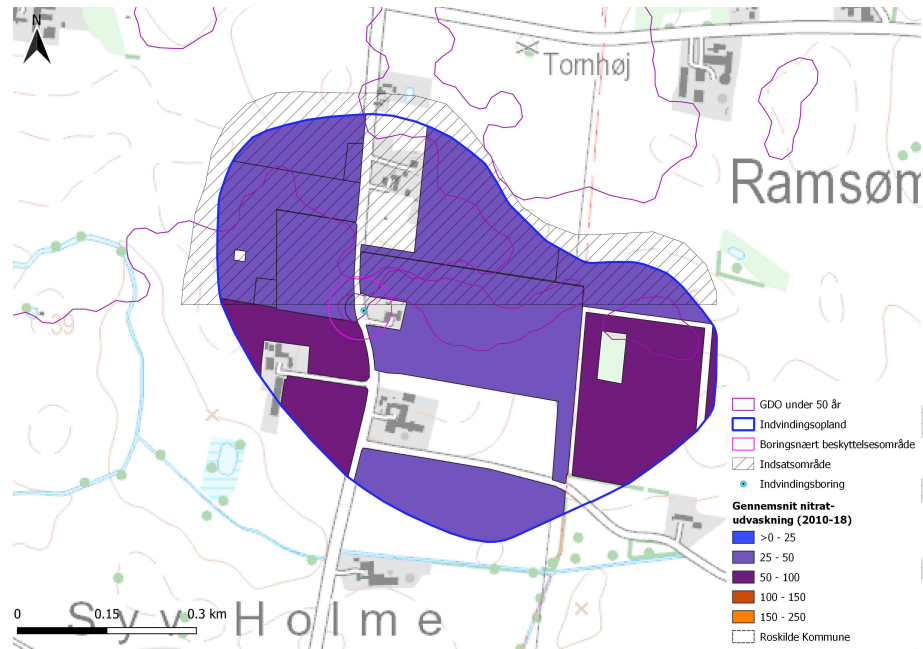 N
Tornhøj
Ramsøm
39
GDO under 50 år
Indvindingsopland
Boringsnært beskyttelsesområde
Indsatsområde
Indvindingsboring
Gennemsnit nitrat-
udvaskning (2010-18)
>0 - 25
25 - 50
50 - 100
100 - 150
150 - 250
Roskilde Kommune
0 0.15 0.3 km
Syv Holme